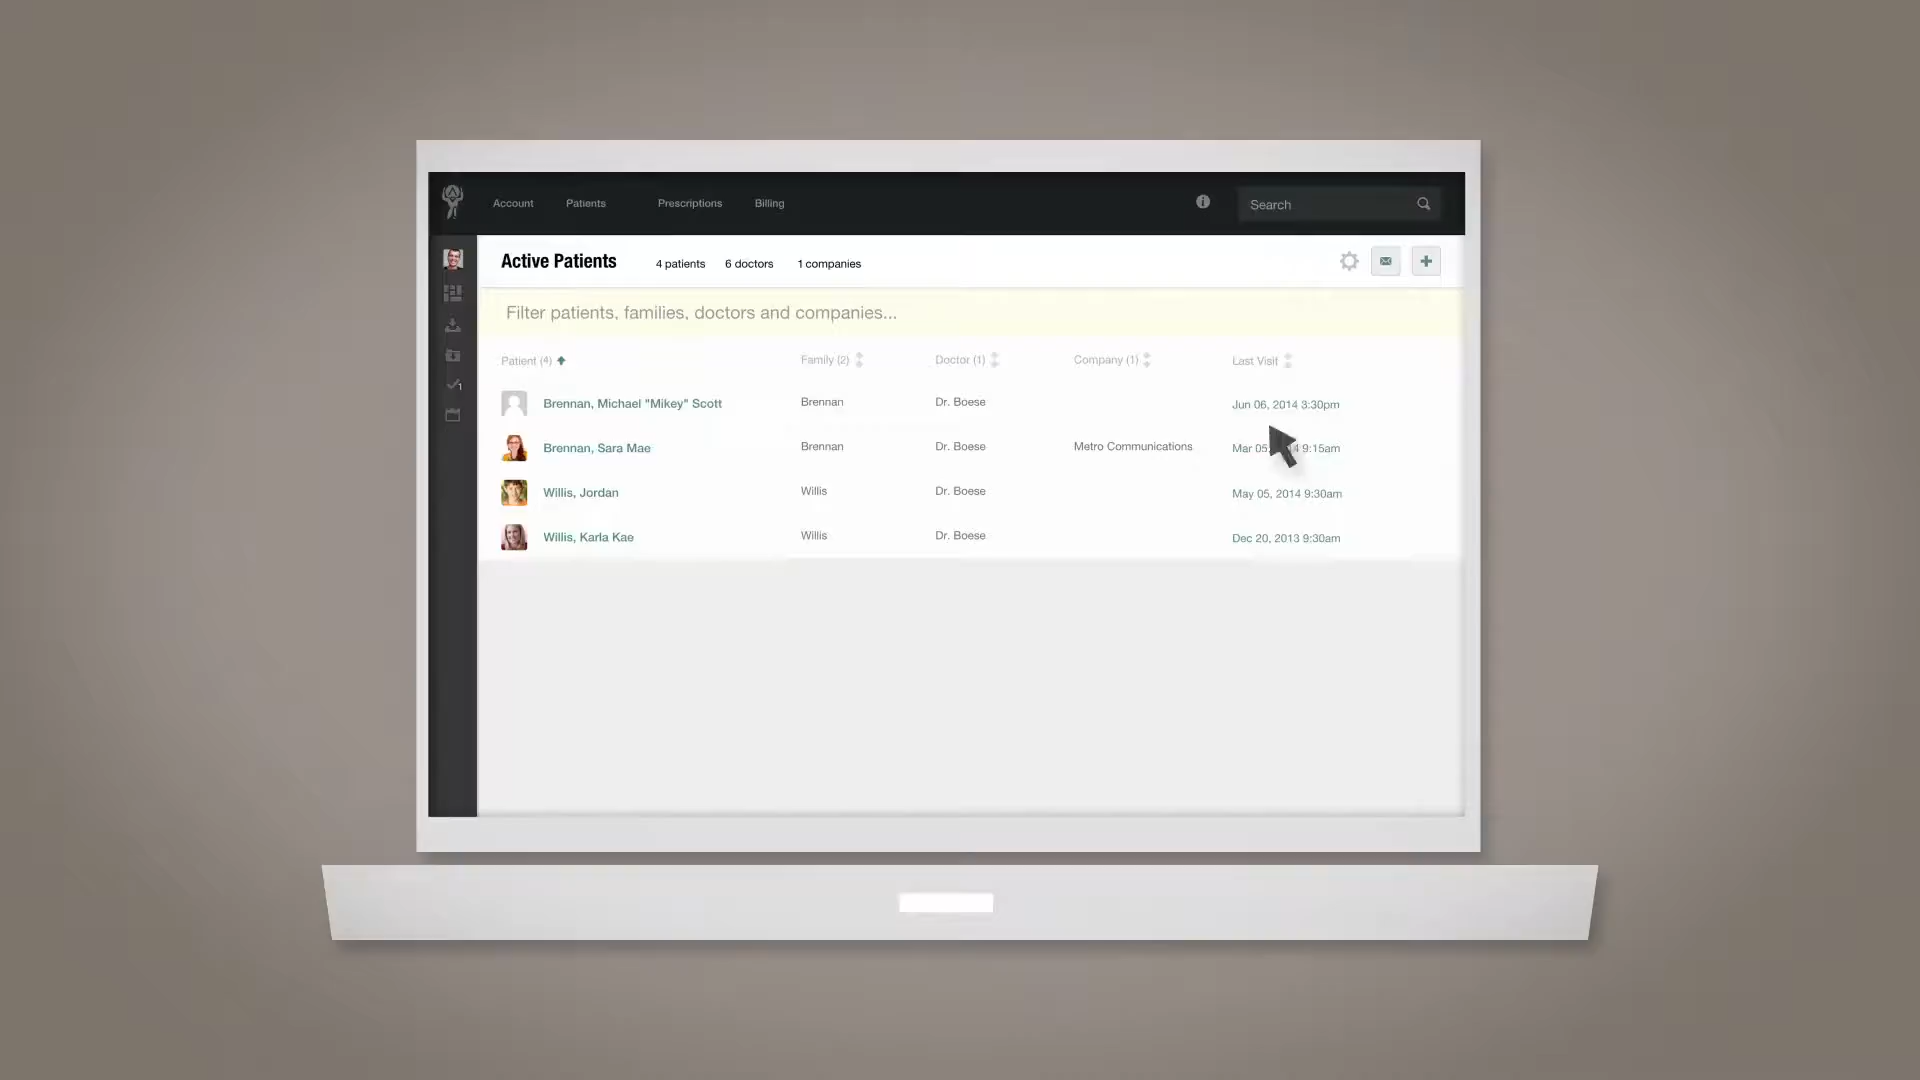 Account Patients Prescriptions Billing Search
Active Patients 4 patients 6 doctors 1 companies
Filter patients, families, doctors and companies...
Patient (4) Family (2) Doctor (1) Company (1) Last Visit
Brennan, Michael "Mikey" Scott Brennan Dr. Boese Jun 06, 2014 3:30pm
Brennan, Sara Mae Brennan Dr. Boese Metro Communications Mar 05, 9:15am
Willis, Jordan Willis Dr. Boese May 05, 2014 9:30am
Willis, Karla Kae Willis Dr. Boese Dec 20, 2013 9:30am
1